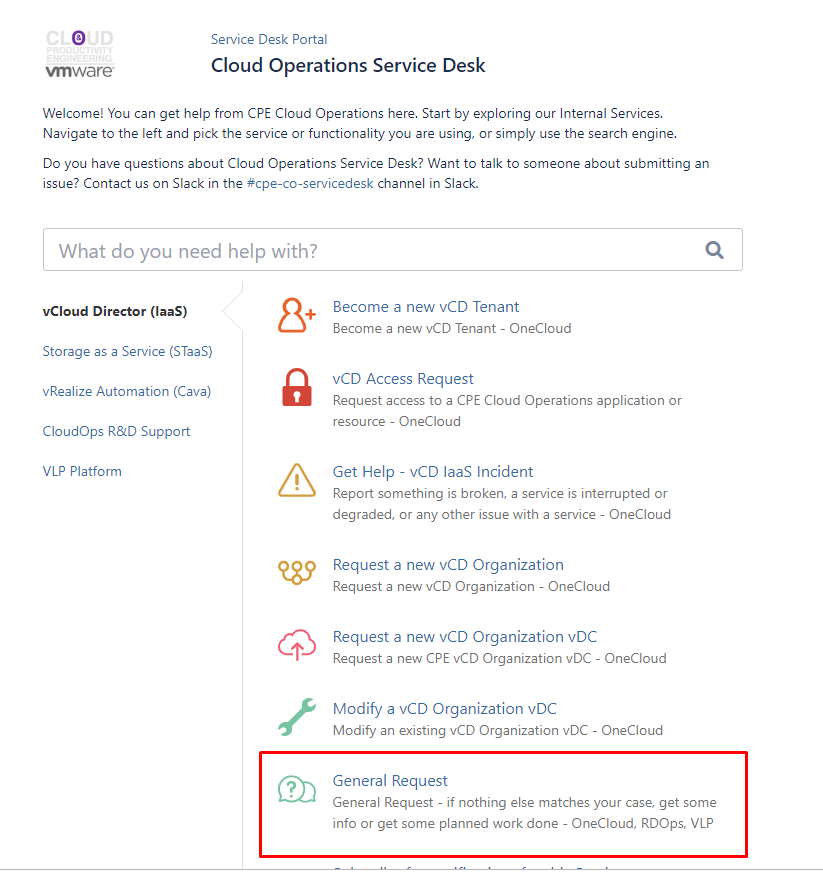 CLOUD
&
PRODUCTIVITY
ENGINEERING
vmware
Service Desk Portal
Cloud Operations Service Desk
Welcome! You can get help from CPE Cloud Operations here. Start by exploring our Internal Services.
Navigate to the left and pick the service or functionality you are using, or simply use the search engine.
Do you have questions about Cloud Operations Service Desk? Want to talk to someone about submitting an
issue? Contact us on Slack in the #cpe-co-servicedesk channel in Slack.
What do you need help with?
vCloud Director (IaaS)
Storage as a Service (STaaS)
vRealize Automation (Cava)
CloudOps R&D Support
VLP Platform
Become a new vCD Tenant
Become a new vCD Tenant - OneCloud
vCD Access Request
Request access to a CPE Cloud Operations application or
resource - OneCloud
Get Help - vCD IaaS Incident
Report something is broken, a service is interrupted or
degraded, or any other issue with a service - OneCloud
Request a new vCD Organization
Request a new vCD Organization - OneCloud
Request a new vCD Organization vDC
Request a new CPE vCD Organization vDC - OneCloud
Modify a vCD Organization vDC
Modify an existing vCD Organization vDC - OneCloud
General Request
General Request - if nothing else matches your case, get some
info or get some planned work done - OneCloud, RDOps, VLP